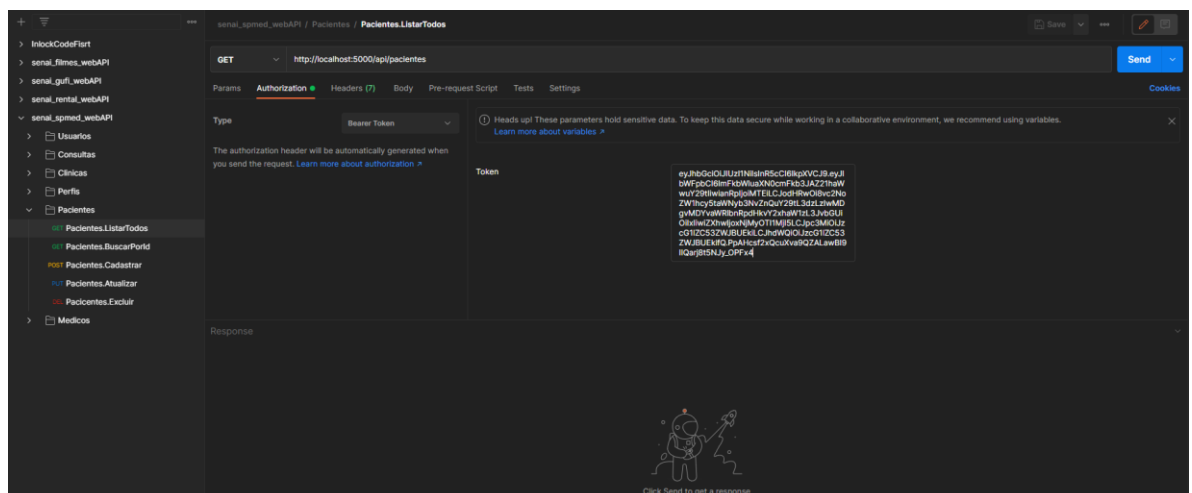 senai_spmed_webAPI / Pacientes / Pacientes.ListarTodos
Save
InlockCodeFisrt
senai_filmes_webAPI
senai_gufi_webAPI
senai_rental_webAPI
senai_spmed_webAPI
Usuarios
Consultas
Clinicas
Perfis
Pacientes
GET Pacientes.ListarTodos
GET Pacientes.BuscarPorId
POST Pacientes.Cadastrar
PUT Pacientes.Atualizar
DEL Pacicentes.Excluir
Medicos
GET http://localhost:5000/api/pacientes Send
Params Authorization Headers (7) Body Pre-request Script Tests Settings Cookies
Type Bearer Token
The authorization header will be automatically generated when
you send the request. Learn more about authorization
Heads up! These parameters hold sensitive data. To keep this data secure while working in a collaborative environment, we recommend using variables.
Learn more about variables
Token
Response
Click Send to get a response